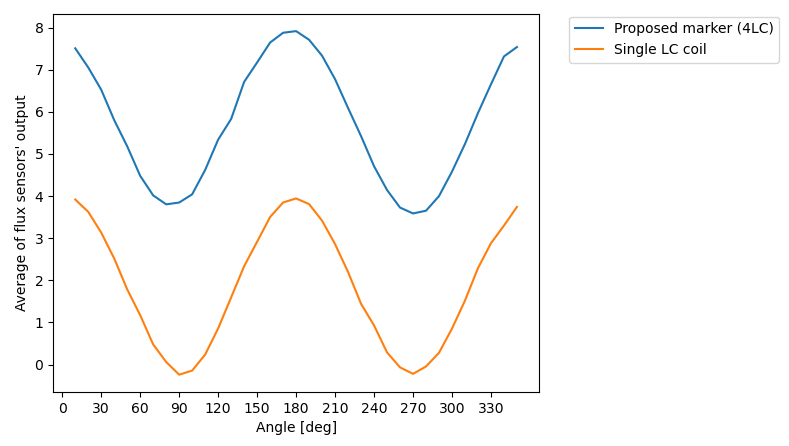 Proposed marker (4LC)
Single LC coil
Average of flux sensors' output
8
7
6
5
4
3
2
1
0
0 30 60 90 120 150 180 210 240 270 300 330
Angle [deg]